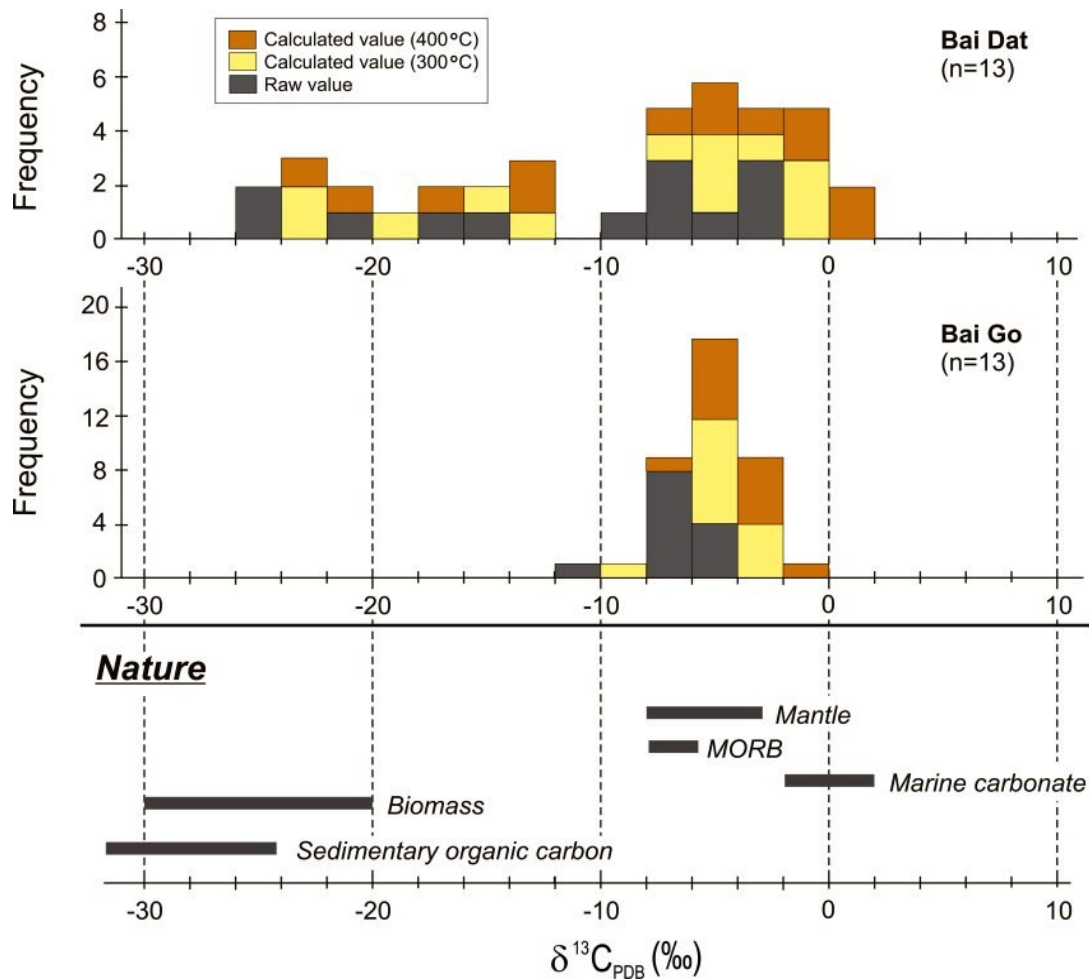 8
6
4
2
0
Frequency
Calculated value (400°C)
Calculated value (300°C)
Raw value
Bai Dat
(n=13)
-30
-20
-10
0
10
20
16
12
8
4
0
Frequency
Bai Go
(n=13)
-30
-20
-10
0
10
Nature
Mantle
MORB
Marine carbonate
Biomass
Sedimentary organic carbon
-30
-20
-10
0
10
δ¹³C_PDB (‰)